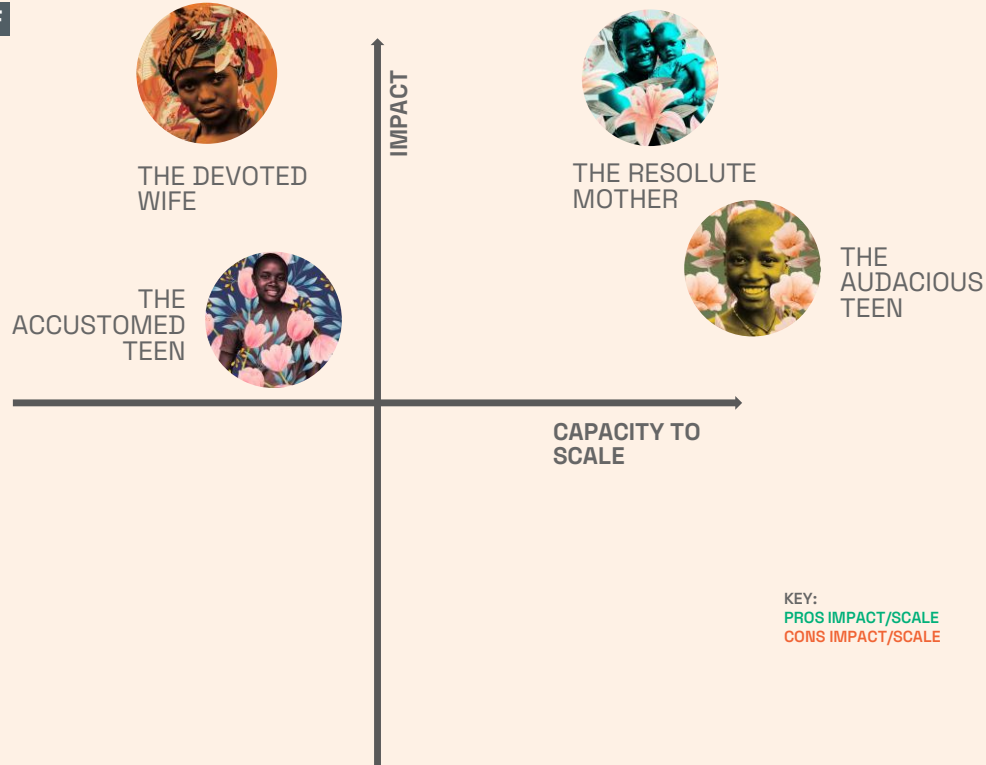 IMPACT
THE DEVOTED
WIFE
THE RESOLUTE
MOTHER
THE
AUDACIOUS
TEEN
THE
ACCUSTOMED
TEEN
CAPACITY TO
SCALE
KEY:
PROS IMPACT/SCALE
CONS IMPACT/SCALE